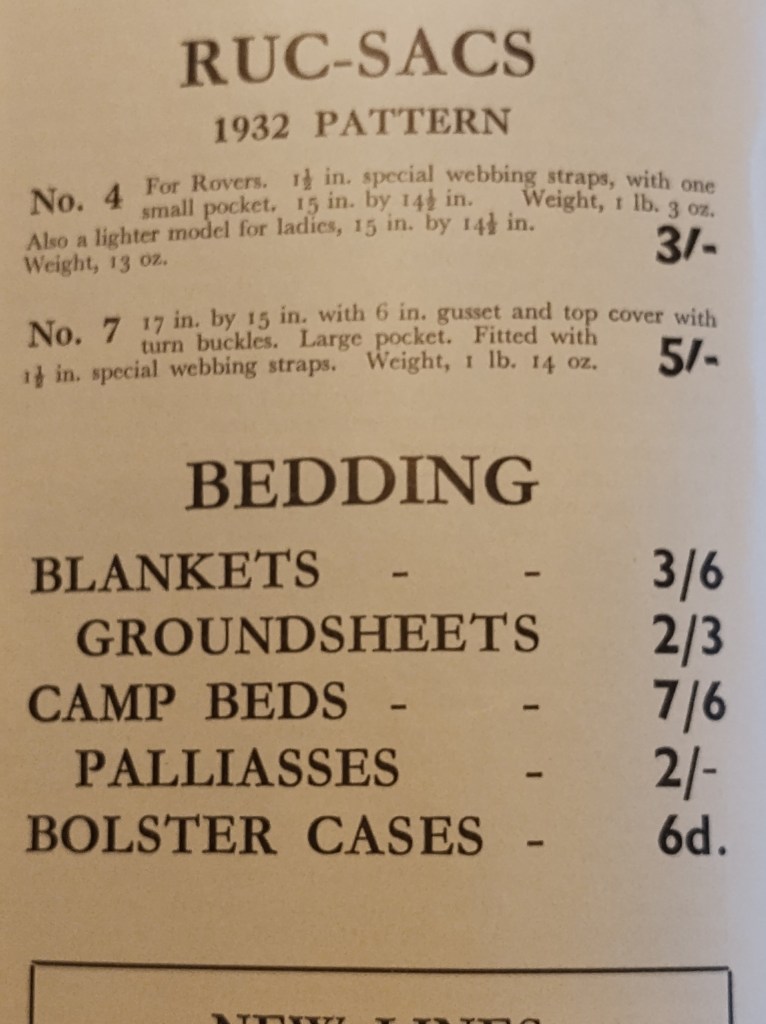 RUC-SACS
1932 PATTERN
No. 4 For Rovers. 1½ in. special webbing straps, with one
small pocket. 15 in. by 14½ in. Weight, 1 lb. 3 oz.
Also a lighter model for ladies, 15 in. by 14½ in.
Weight, 13 oz. 3/-
No. 7 17 in. by 15 in. with 6 in. gusset and top cover with
turn buckles. Large pocket. Fitted with
1½ in. special webbing straps. Weight, 1 lb. 14 oz. 5/-
BEDDING
BLANKETS - - 3/6
GROUNDSHEETS 2/3
CAMP BEDS - - 7/6
PALLIASSES - 2/-
BOLSTER CASES - 6d.
NEW LINES